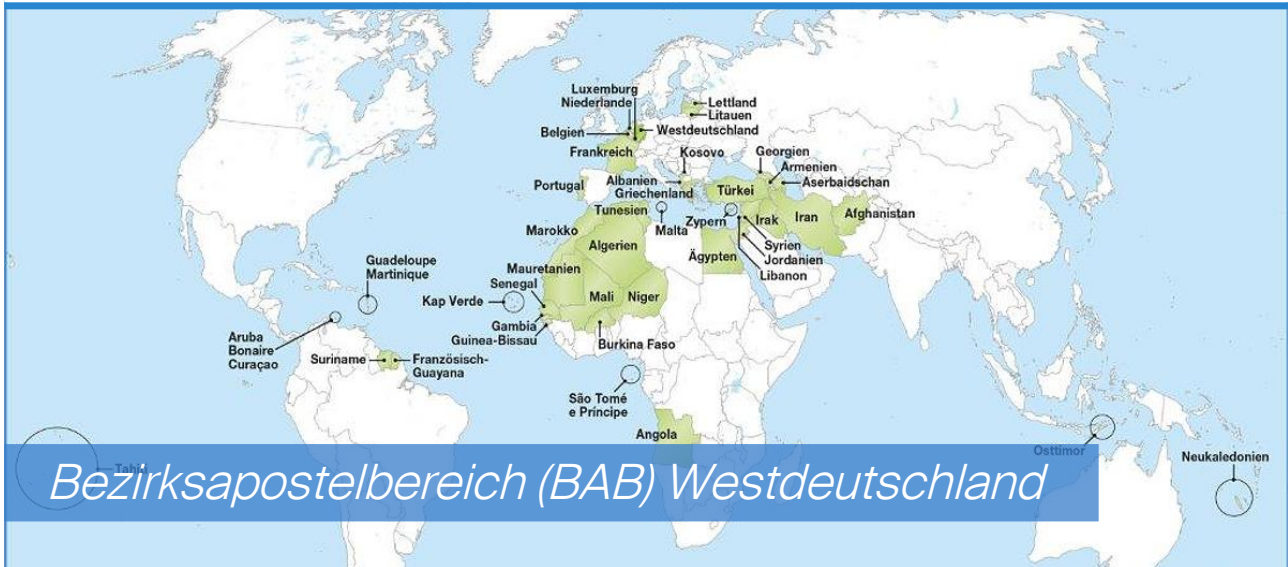 Luxemburg
Niederlande
Belgien
Frankreich
Portugal
Lettland
Litauen
Westdeutschland
Kosovo
Albanien
Griechenland
Georgien
Armenien
Aserbaidschan
Türkei
Tunesien
Malta
Zypern
Irak
Iran
Afghanistan
Marokko
Algerien
Ägypten
Syrien
Jordanien
Libanon
Guadeloupe
Martinique
Mauretanien
Senegal
Kap Verde
Mali
Niger
Gambia
Guinea-Bissau
Burkina Faso
Aruba
Bonaire
Curaçao
Suriname
Französisch-
Guayana
São Tomé
e Príncipe
Angola
Osttimor
Neukaledonien
Tahiti
Bezirksapostelbereich (BAB) Westdeutschland